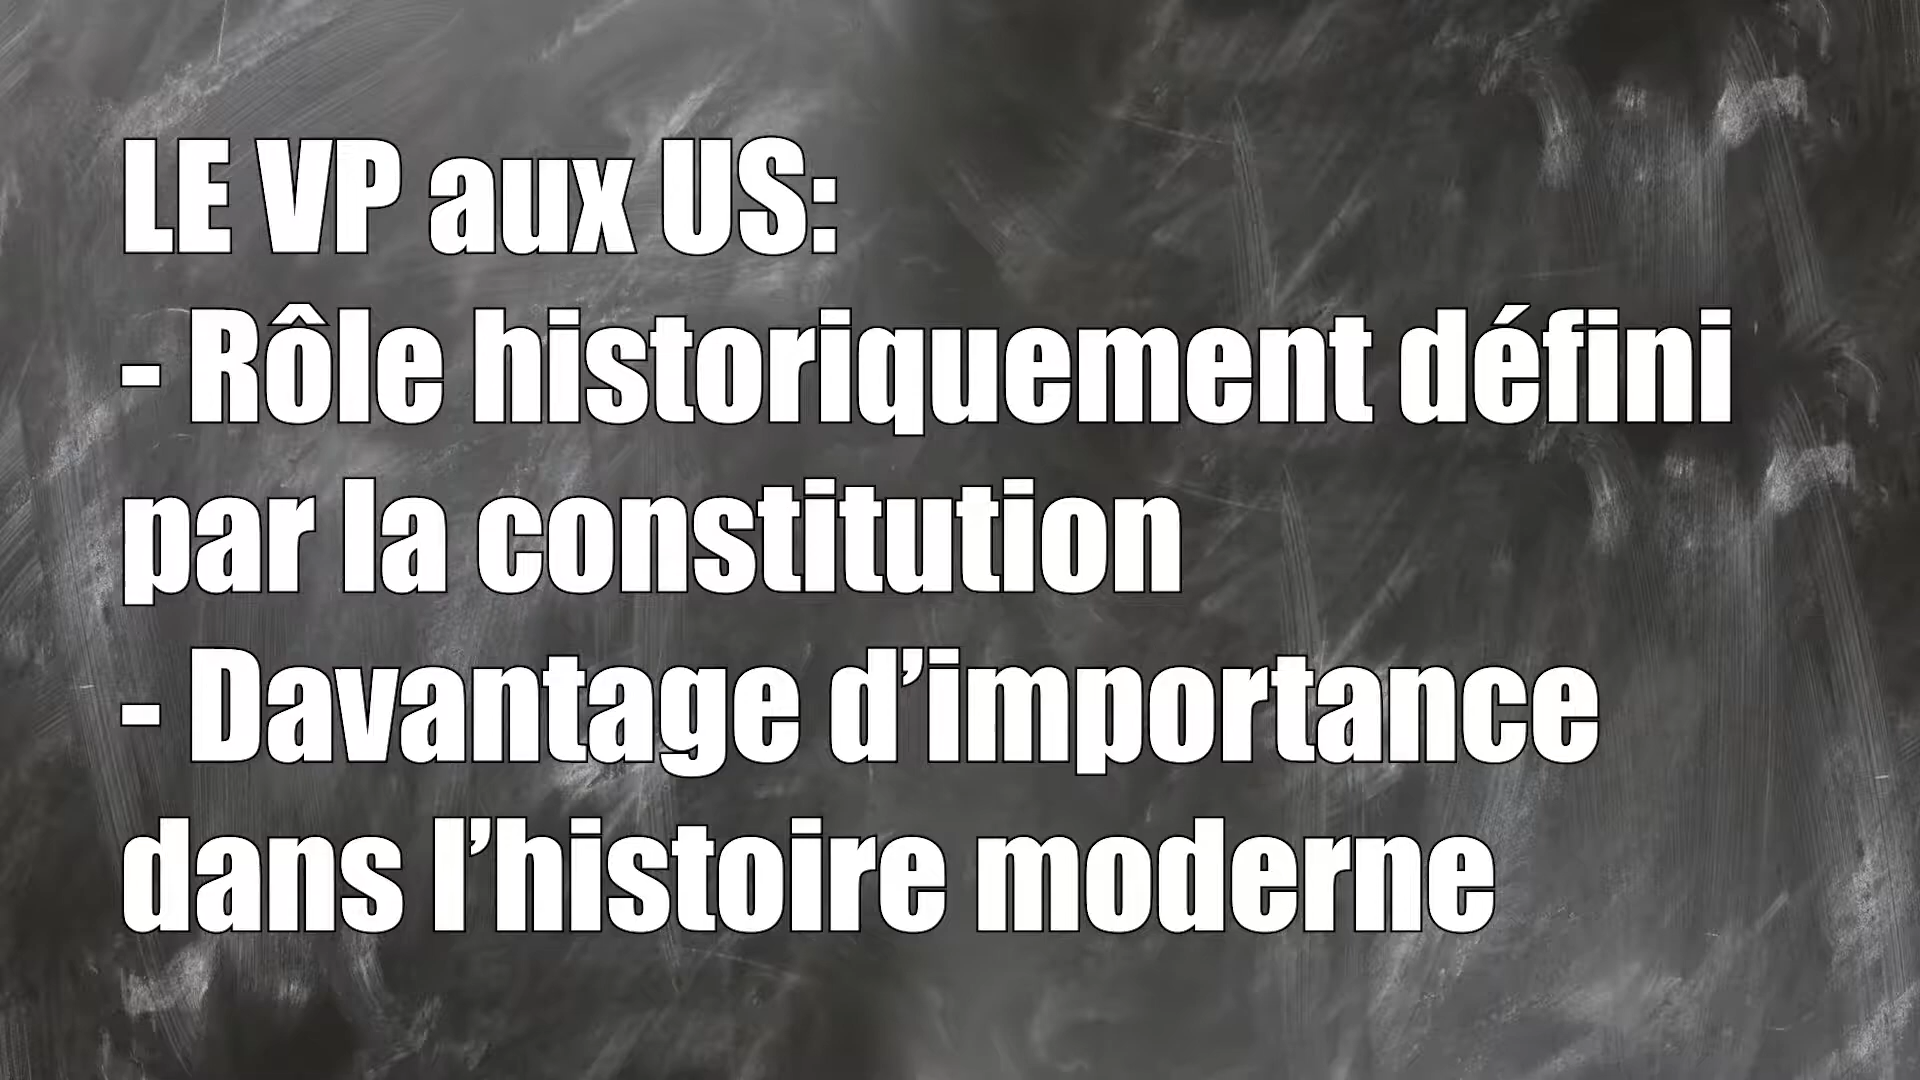 LE VP aux US:
- Rôle historiquement défini
par la constitution
- Davantage d’importance
dans l’histoire moderne